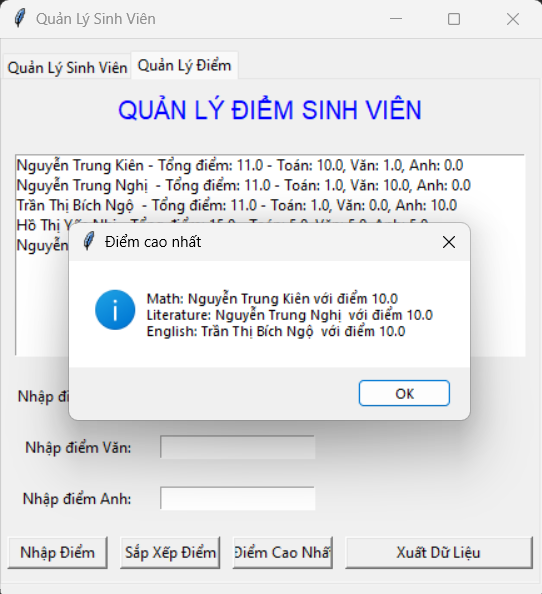 Quản Lý Sinh Viên
Quản Lý Sinh Viên
Quản Lý Điểm
QUẢN LÝ ĐIỂM SINH VIÊN
Nguyễn Trung Kiên - Tổng điểm: 11.0 - Toán: 10.0, Văn: 1.0, Anh: 0.0
Nguyễn Trung Nghị  - Tổng điểm: 11.0 - Toán: 1.0, Văn: 10.0, Anh: 0.0
Trần Thị Bích Ngộ  - Tổng điểm: 11.0 - Toán: 1.0, Văn: 0.0, Anh: 10.0
Hồ Thị
Nguyễn
Điểm cao nhất
Math: Nguyễn Trung Kiên với điểm 10.0
Literature: Nguyễn Trung Nghị  với điểm 10.0
English: Trần Thị Bích Ngộ  với điểm 10.0
OK
Nhập
Nhập điểm Văn:
Nhập điểm Anh:
Nhập Điểm
Sắp Xếp Điểm
Điểm Cao Nhấ
Xuất Dữ Liệu